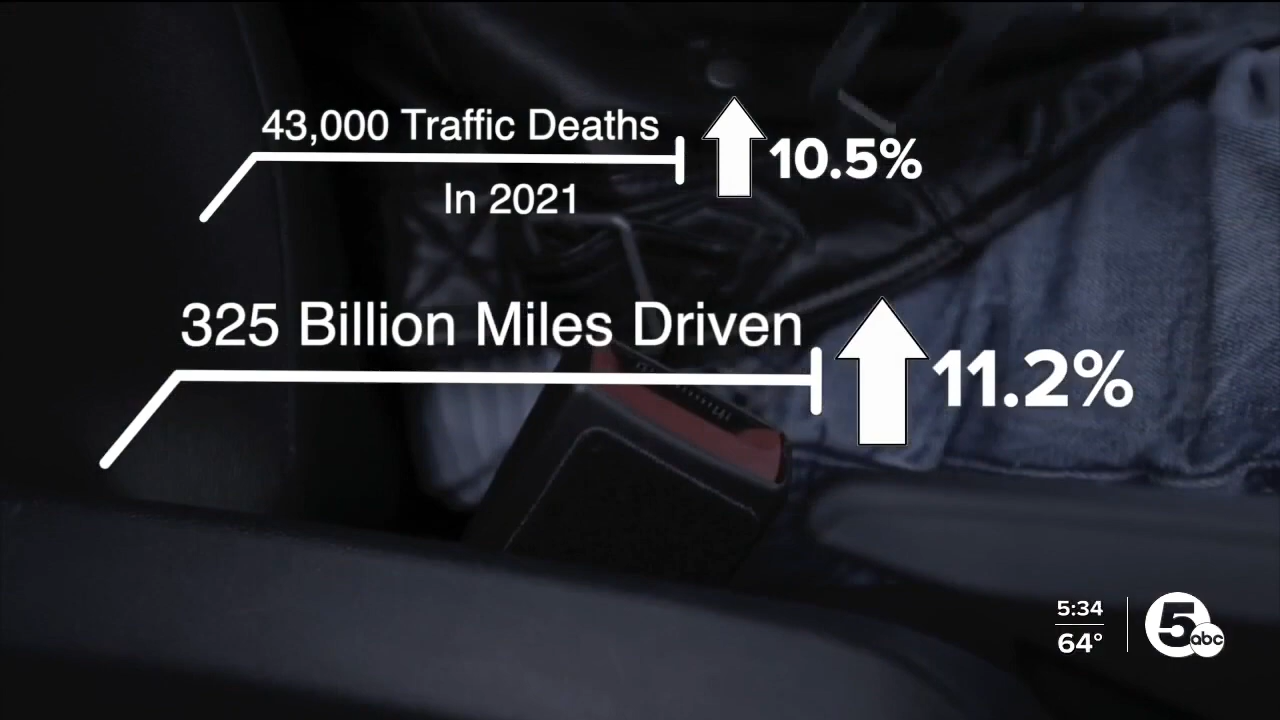 43,000 Traffic Deaths
10.5%
In 2021
325 Billion Miles Driven
11.2%
5:34
64°
5
abc